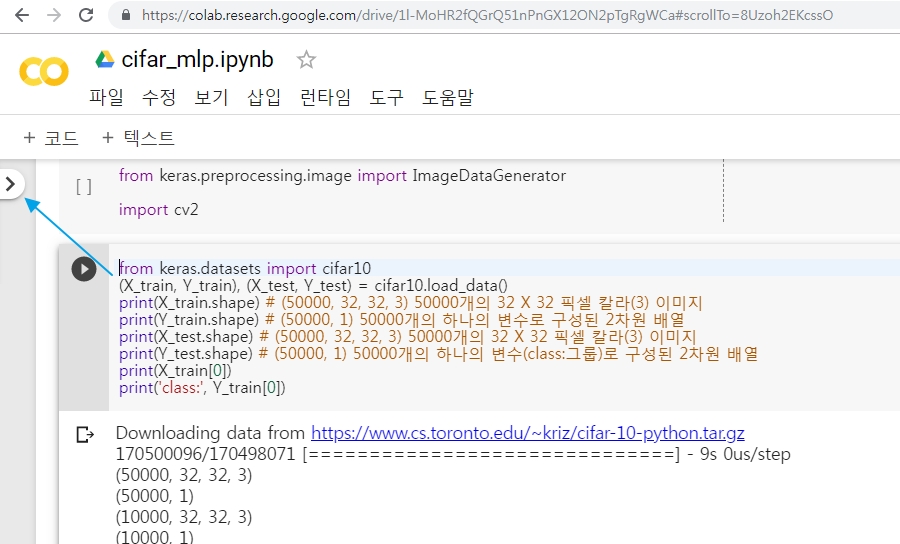 https://colab.research.google.com/drive/1l-MoHR2fQGrQ51nPnGX12ON2pTgRgWCa#scrollTo=8Uzoh2EKcssO
CO
cifar_mlp.ipynb
파일 수정 보기 삽입 런타임 도구 도움말
+ 코드 + 텍스트
from keras.preprocessing.image import ImageDataGenerator
[ ]
import cv2
from keras.datasets import cifar10
(X_train, Y_train), (X_test, Y_test) = cifar10.load_data()
print(X_train.shape) # (50000, 32, 32, 3) 50000개의 32 X 32 픽셀 칼라(3) 이미지
print(Y_train.shape) # (50000, 1) 50000개의 하나의 변수로 구성된 2차원 배열
print(X_test.shape) # (50000, 32, 32, 3) 50000개의 32 X 32 픽셀 칼라(3) 이미지
print(Y_test.shape) # (50000, 1) 50000개의 하나의 변수(class:그룹)로 구성된 2차원 배열
print(X_train[0])
print('class:', Y_train[0])
Downloading data from https://www.cs.toronto.edu/~kriz/cifar-10-python.tar.gz
170500096/170498071 [==============================] - 9s 0us/step
(50000, 32, 32, 3)
(50000, 1)
(10000, 32, 32, 3)
(10000, 1)